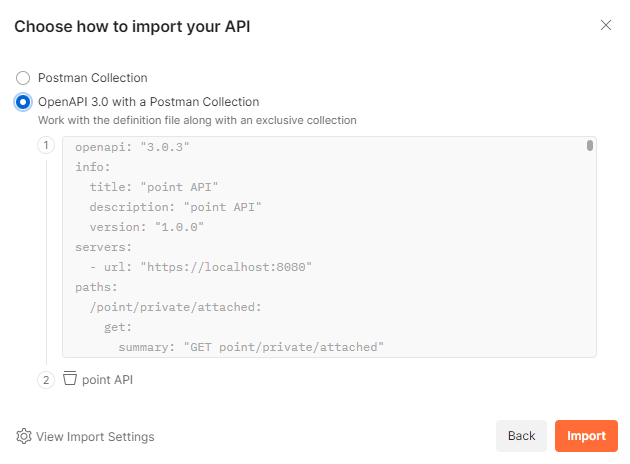 Choose how to import your API
Postman Collection
OpenAPI 3.0 with a Postman Collection
Work with the definition file along with an exclusive collection
1
openapi: "3.0.3"
info:
  title: "point API"
  description: "point API"
  version: "1.0.0"
servers:
  - url: "https://localhost:8080"
paths:
  /point/private/attached:
    get:
      summary: "GET point/private/attached"
2 point API
View Import Settings
Back
Import